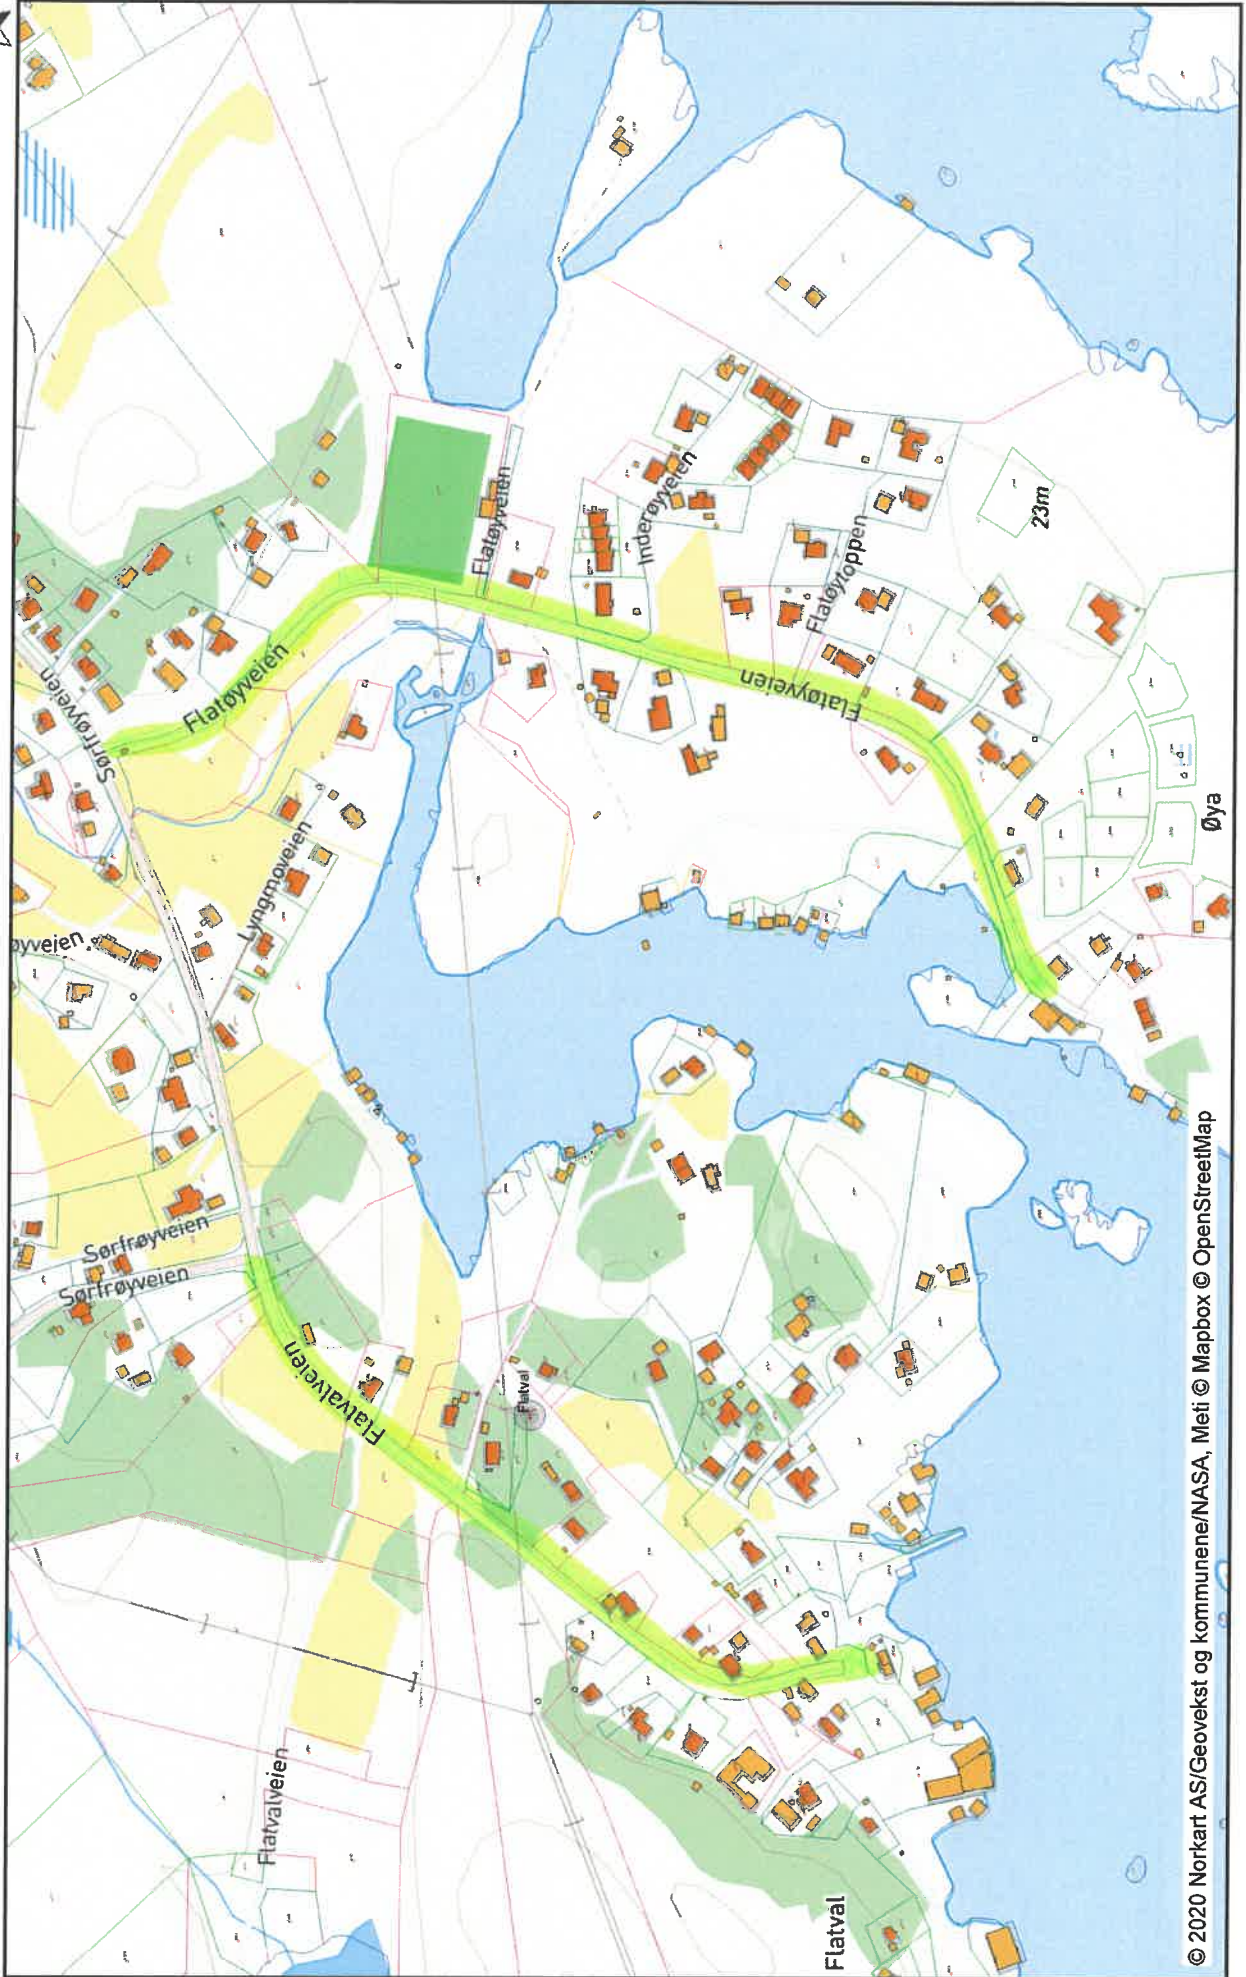 Sørfrøyveien
Flatøyveien
Flatøyveien
Inderøyveien
Flatøytoppen
23m
Flatøyveien
Øya
Lyngmoveien
øyveien
Sørfrøyveien
Sørfrøyveien
Flatvalveien
Flatval
Flatvalveien
Flatval
© 2020 Norkart AS/Geovekst og kommunene/NASA, Meti © Mapbox © OpenStreetMap